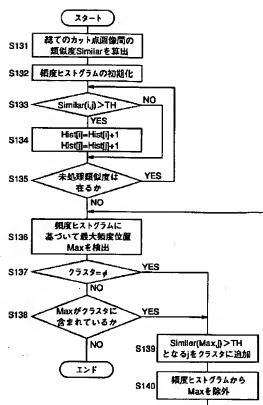 スタート
S131
総てのカット点画像間の
類似度Similarを算出
S132
頻度ヒストグラムの初期化
S133
Similar(i,j)>TH
NO
YES
S134
Hist[i]=Hist[i]+1
Hist[j]=Hist[j]+1
S135
未処理類似度は
在るか
YES
NO
S136
頻度ヒストグラムに
基づいて最大頻度位置
Maxを検出
S137
クラスタ=φ
YES
NO
S138
Maxがクラスタに
含まれているか
YES
NO
エンド
S139
Similar(Max,j)>TH
となるjをクラスタに追加
S140
頻度ヒストグラムから
Maxを除外